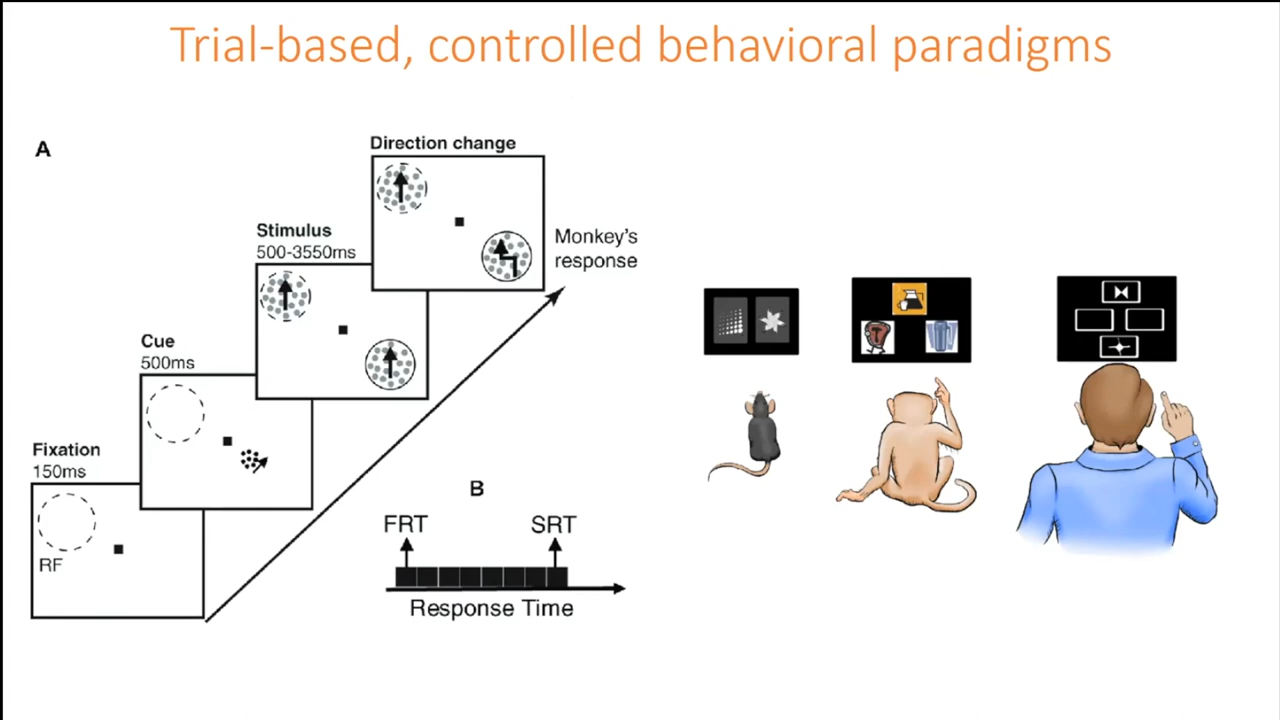 Trial-based, controlled behavioral paradigms
A
Direction change
Monkey's
response
Stimulus
500-3550ms
Cue
500ms
Fixation
150ms
RF
B
FRT
SRT
Response Time